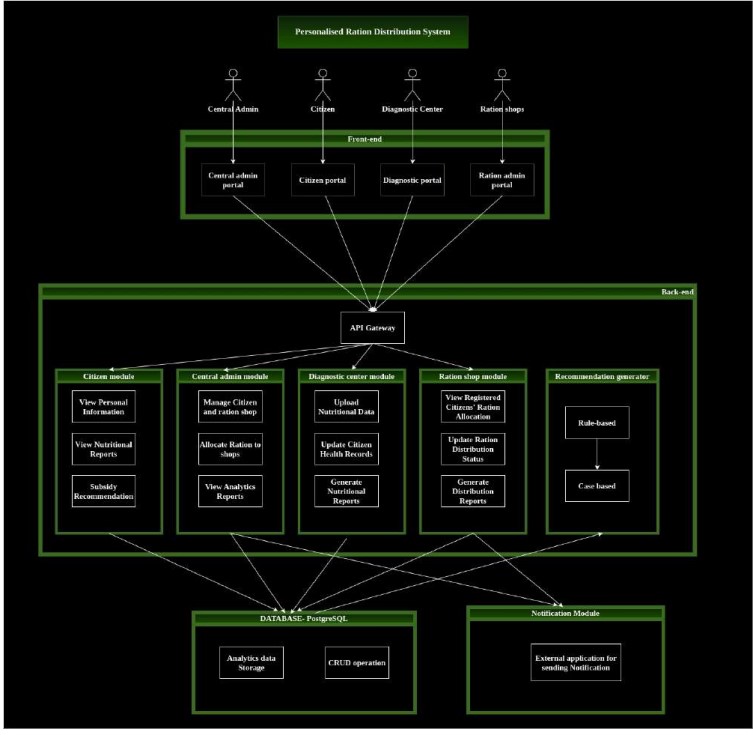 Personalised Ration Distribution System
Central Admin
Citizen
Diagnostic Center
Ration shops
Front-end
Central admin
portal
Citizen portal
Diagnostic portal
Ration admin
portal
Back-end
API Gateway
Citizen module
View Personal
Information
View Nutritional
Reports
Subsidy
Recommendation
Central admin module
Manage Citizen
and ration shop
Allocate Ration to
shops
View Analytics
Reports
Diagnostic center module
Upload
Nutritional Data
Update Citizen
Health Records
Generate
Nutritional
Reports
Ration shop module
View Registered
Citizens' Ration
Allocation
Update Ration
Distribution
Status
Generate
Distribution
Reports
Recommendation generator
Rule-based
Case based
DATABASE- PostgreSQL
Analytics data
Storage
CRUD operation
Notification Module
External application for
sending Notification